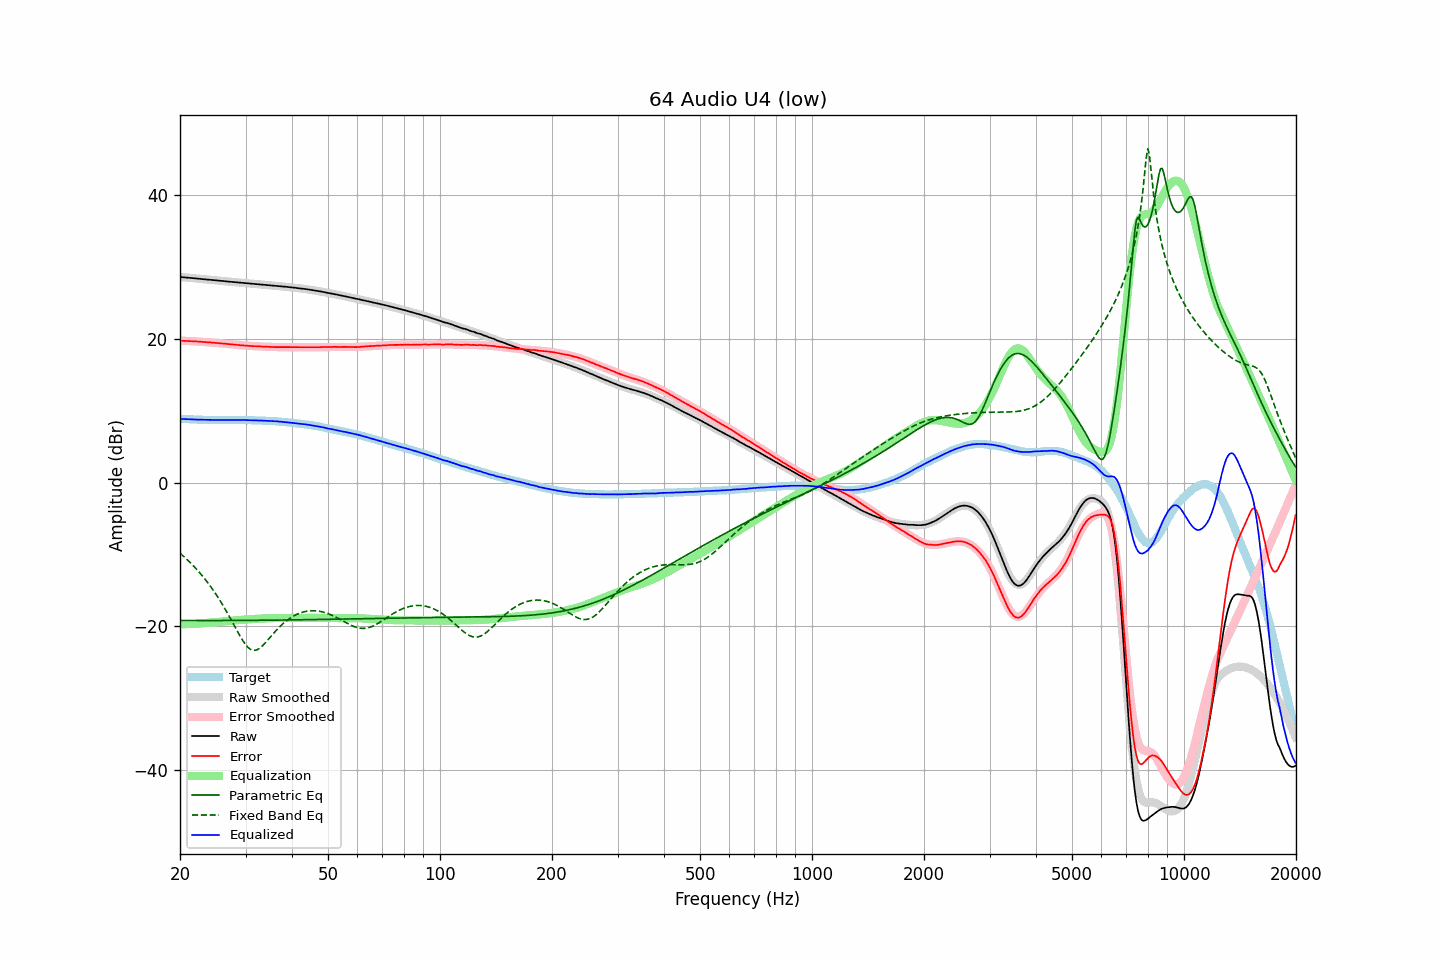 64 Audio U4 (low)
Amplitude (dBr)
40
20
0
−20
−40
Target
Raw Smoothed
Error Smoothed
Raw
Error
Equalization
Parametric Eq
Fixed Band Eq
Equalized
20 50 100 200 500 1000 2000 5000 10000 20000
Frequency (Hz)